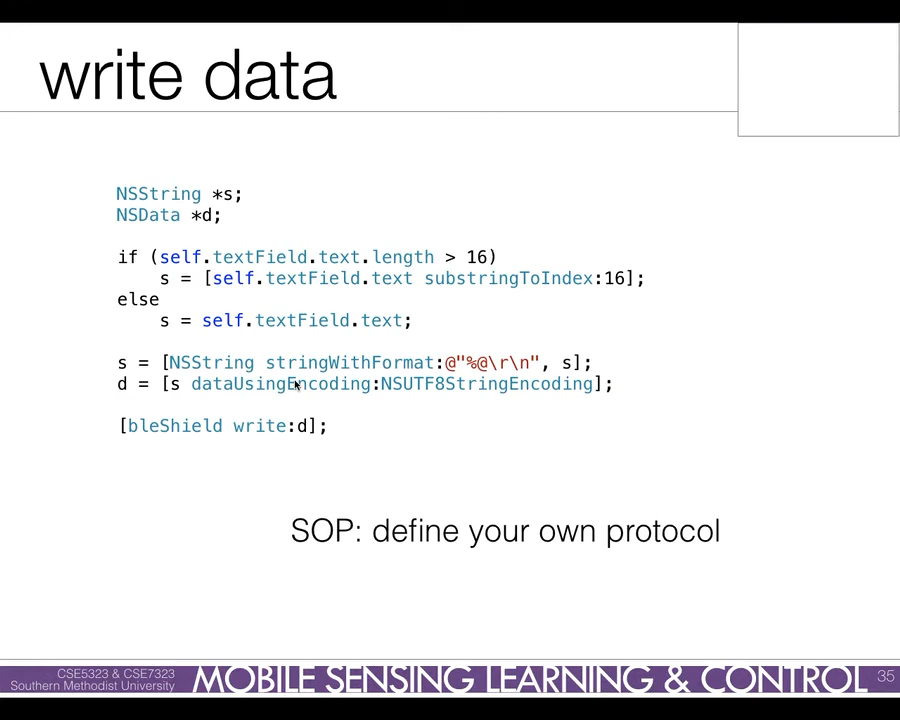 write data
NSString *s;
NSData *d;
if (self.textField.text.length > 16)
s = [self.textField.text substringToIndex:16];
else
s = self.textField.text;
s = [NSString stringWithFormat:@"%@\r\n", s];
d = [s dataUsingEncoding:NSUTF8StringEncoding];
[bleShield write:d];
SOP: define your own protocol
CSE5323 & CSE7323
Southern Methodist University
MOBILE SENSING LEARNING & CONTROL
35